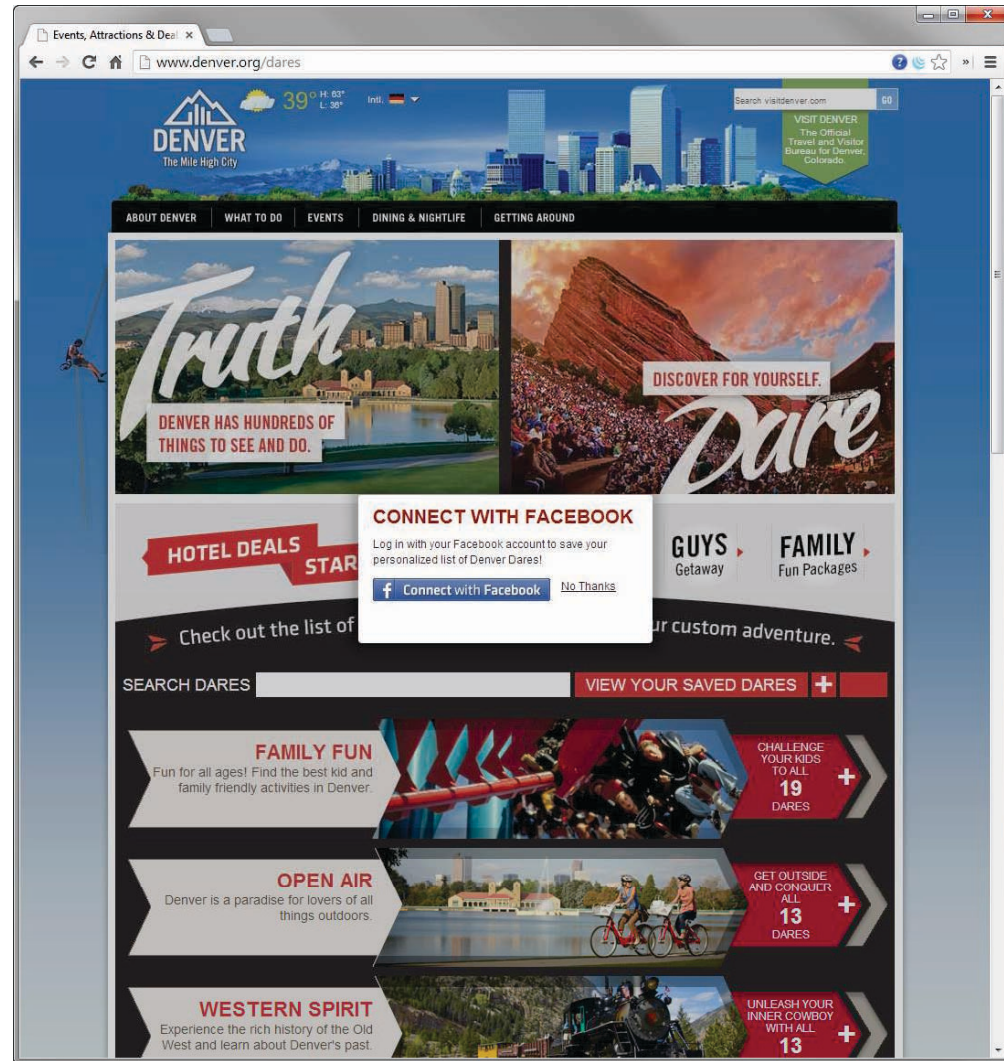 Events, Attractions & Deal
www.denver.org/dares
39° H: 63°
L: 36°
Intl.
Search visitdenver.com
GO
DENVER
The Mile High City
VISIT DENVER
The Official
Travel and Visitor
Bureau for Denver,
Colorado.
ABOUT DENVER
WHAT TO DO
EVENTS
DINING & NIGHTLIFE
GETTING AROUND
Truth
DENVER HAS HUNDREDS OF
THINGS TO SEE AND DO.
DISCOVER FOR YOURSELF.
Dare
HOTEL DEALS
STAR
CONNECT WITH FACEBOOK
Log in with your Facebook account to save your
personalized list of Denver Dares!
f Connect with Facebook
No Thanks
GUYS
Getaway
FAMILY
Fun Packages
Check out the list of
ur custom adventure.
SEARCH DARES
VIEW YOUR SAVED DARES +
FAMILY FUN
Fun for all ages! Find the best kid and
family friendly activities in Denver.
CHALLENGE
YOUR KIDS
TO ALL
19
DARES
+
OPEN AIR
Denver is a paradise for lovers of all
things outdoors.
GET OUTSIDE
AND CONQUER
ALL
13
DARES
+
WESTERN SPIRIT
Experience the rich history of the Old
West and learn about Denver's past.
UNLEASH YOUR
INNER COWBOY
WITH ALL
13
+